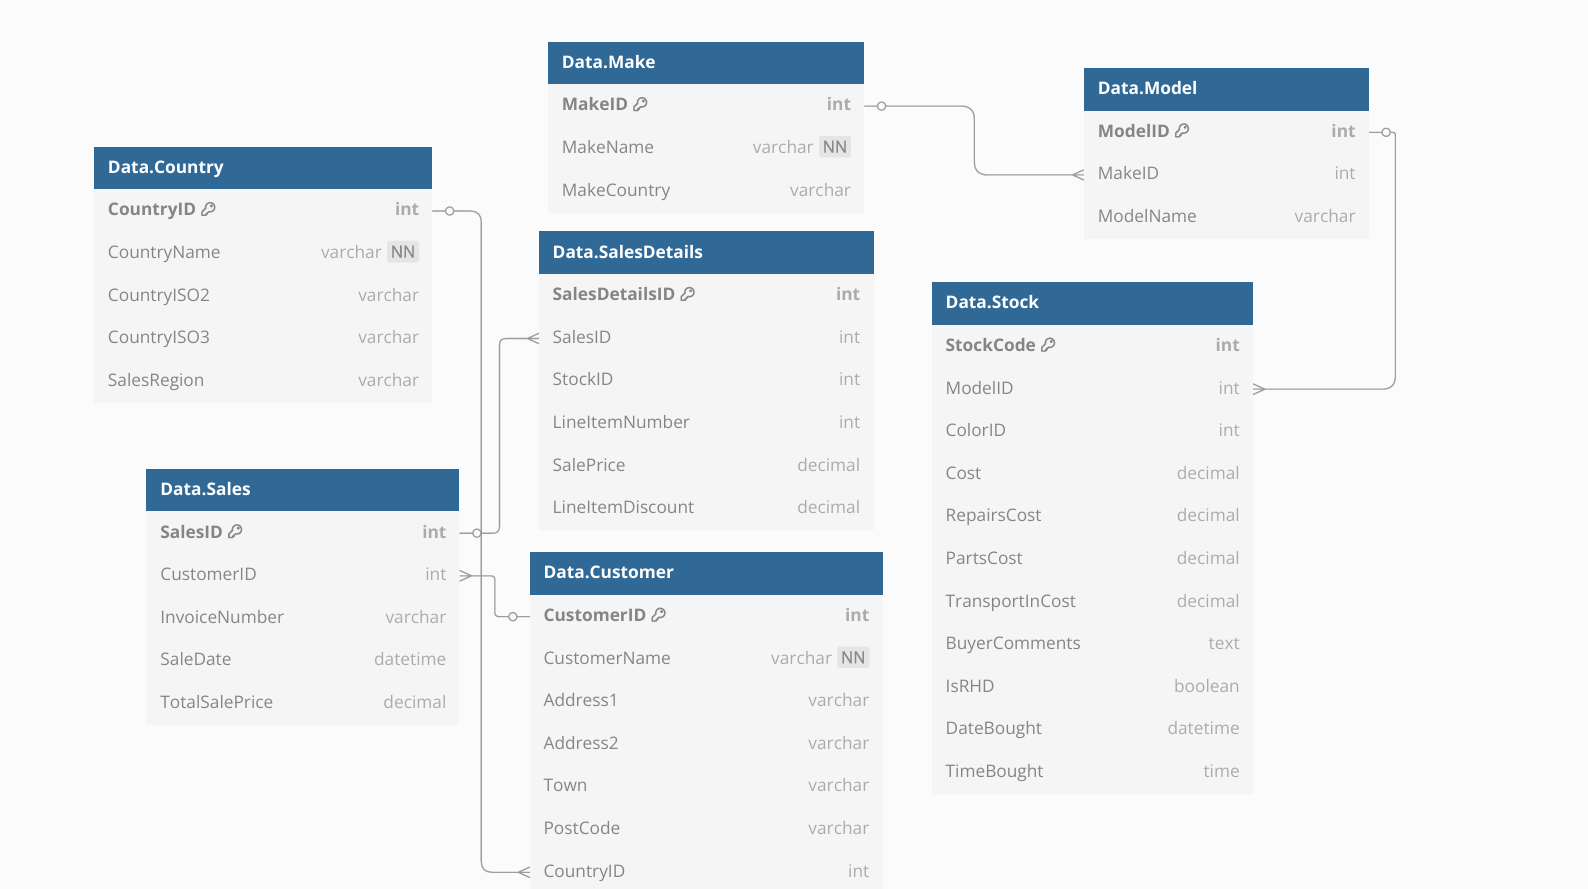 Data.Make
MakeID int
MakeName varchar NN
MakeCountry varchar
Data.Model
ModelID int
MakeID int
ModelName varchar
Data.Country
CountryID int
CountryName varchar NN
CountryISO2 varchar
CountryISO3 varchar
SalesRegion varchar
Data.SalesDetails
SalesDetailsID int
SalesID int
StockID int
LineItemNumber int
SalePrice decimal
LineItemDiscount decimal
Data.Stock
StockCode int
ModelID int
ColorID int
Cost decimal
RepairsCost decimal
PartsCost decimal
TransportInCost decimal
BuyerComments text
IsRHD boolean
DateBought datetime
TimeBought time
Data.Sales
SalesID int
CustomerID int
InvoiceNumber varchar
SaleDate datetime
TotalSalePrice decimal
Data.Customer
CustomerID int
CustomerName varchar NN
Address1 varchar
Address2 varchar
Town varchar
PostCode varchar
CountryID int